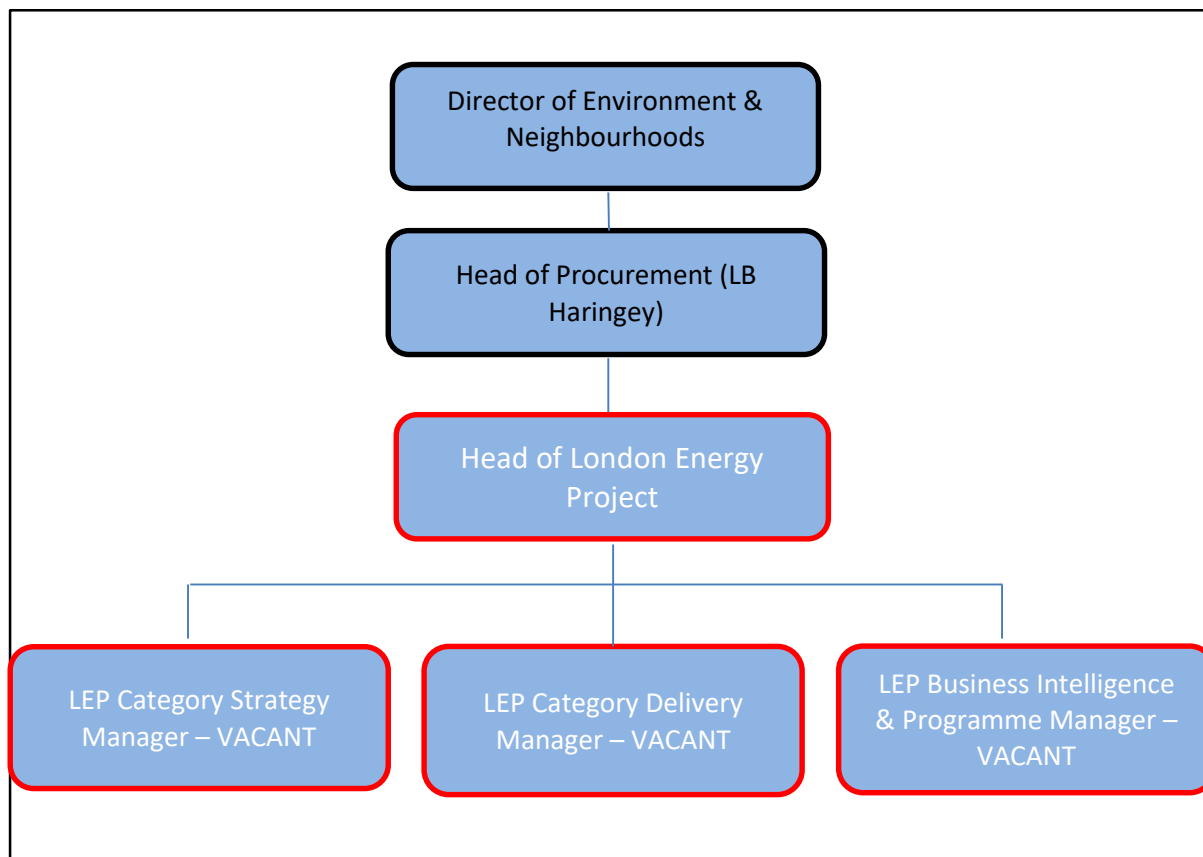 Director of Environment &
Neighbourhoods
Head of Procurement (LB
Haringey)
Head of London Energy
Project
LEP Category Strategy
Manager – VACANT
LEP Category Delivery
Manager – VACANT
LEP Business Intelligence
& Programme Manager –
VACANT